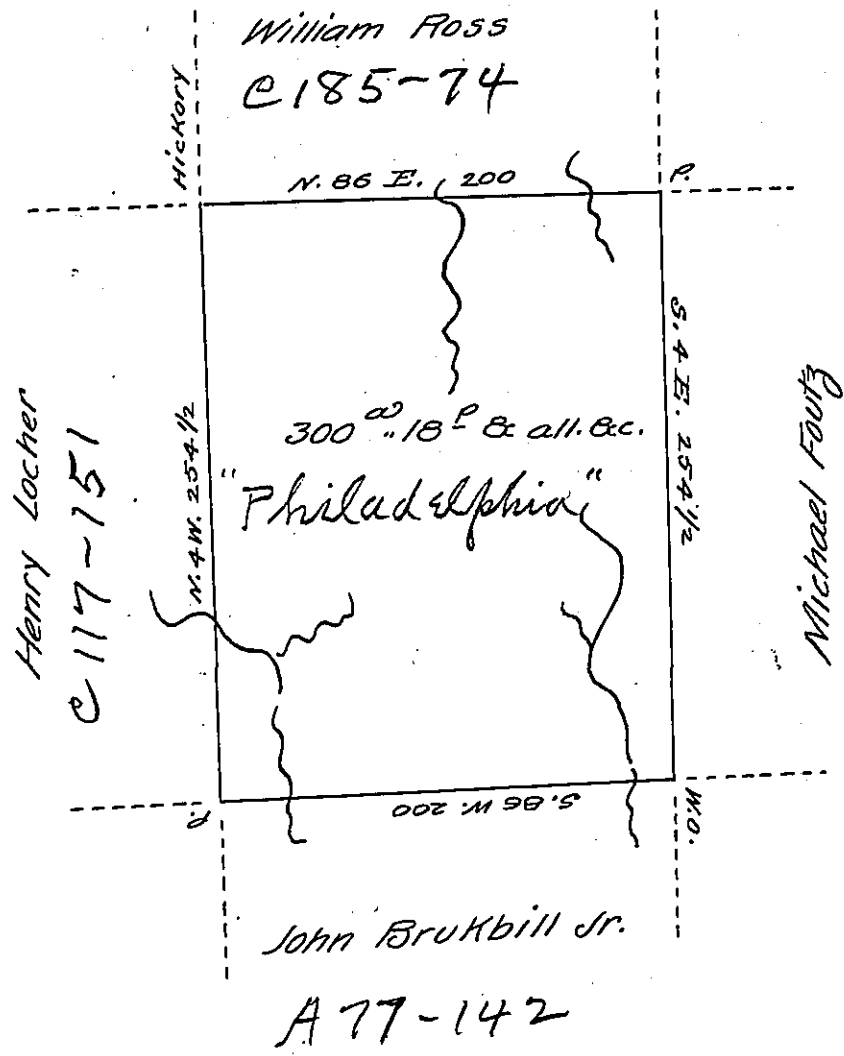 William Ross
C185-74
Hickory
N. 86 E. 200
P.
S. 4 E. 254 1/2
Michael Foutz
Henry Locher
C117-151
N. 4 W. 254 1/2
300 a. 18 P & all. &c.
"Philadelphia"
P.
S. 86 W. 200
W.O.
John Brukbill Jr.
A77-142